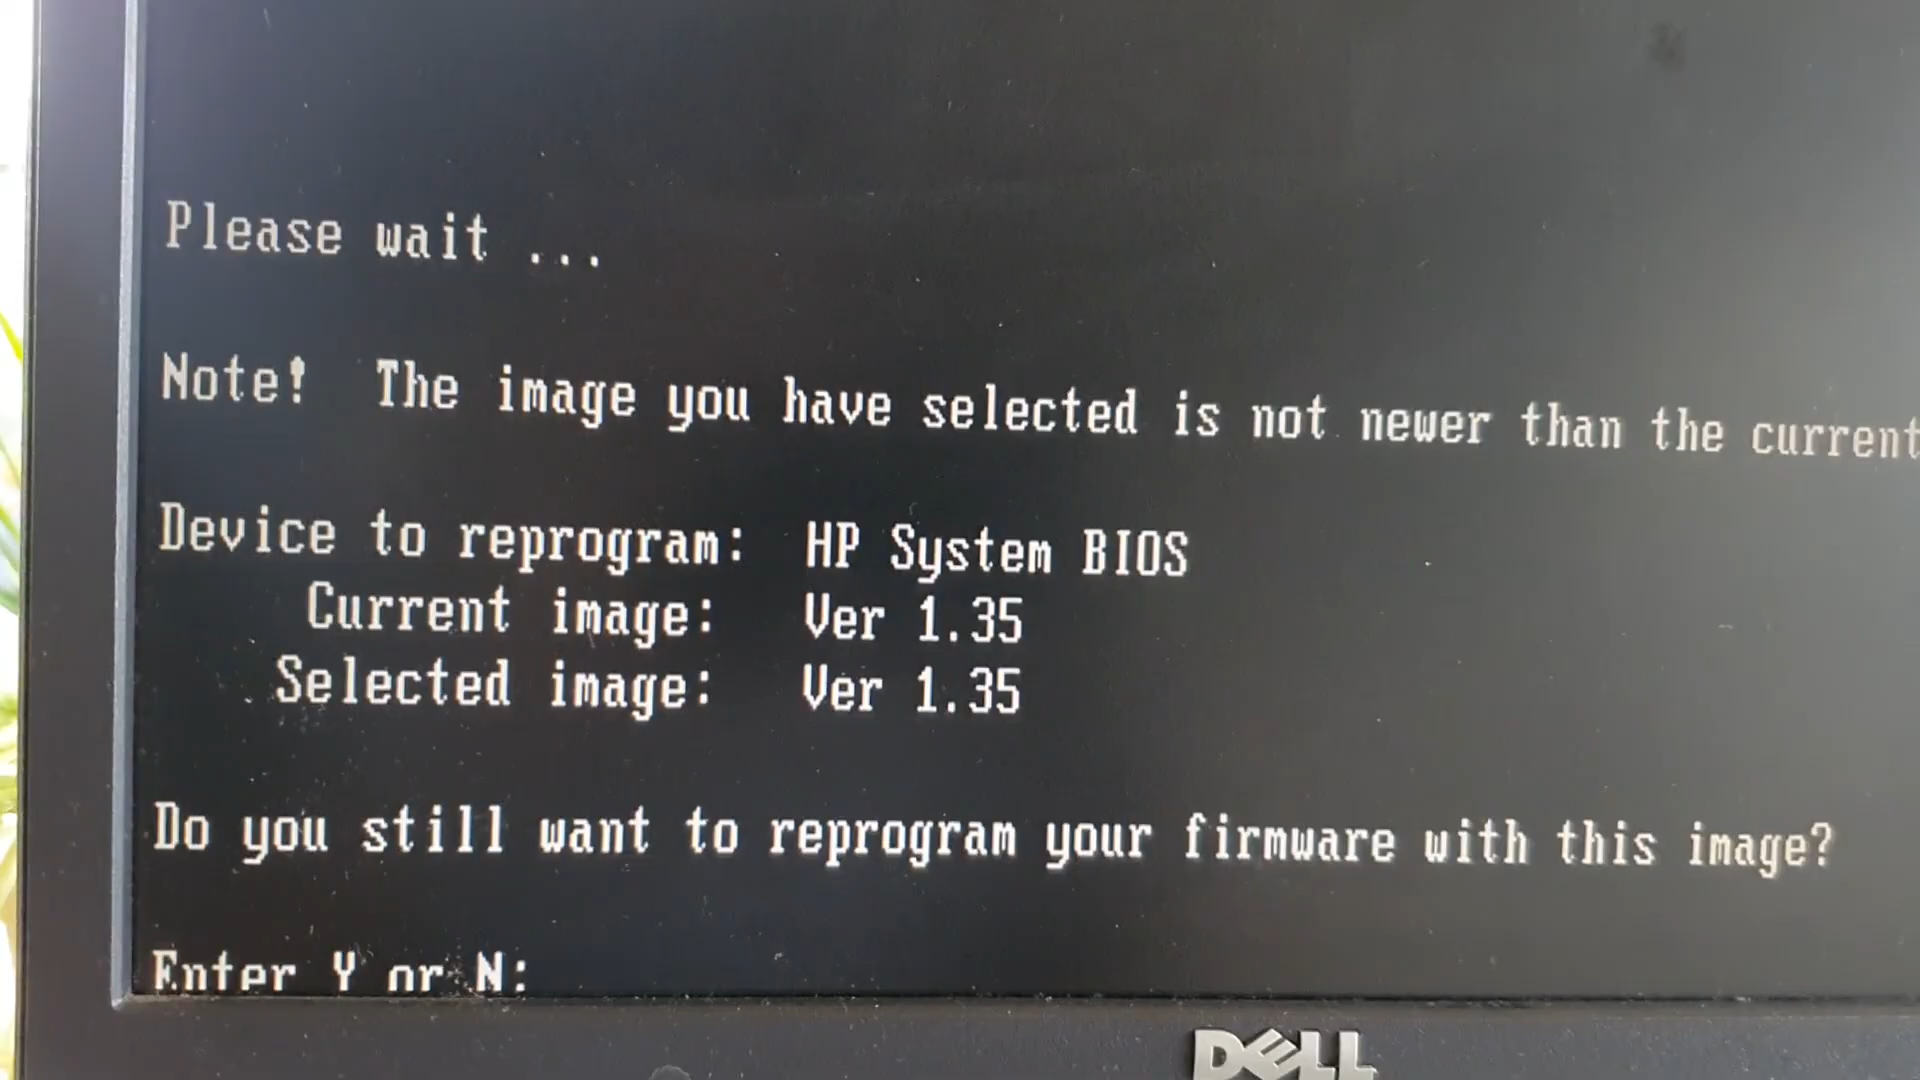 Please wait ...
Note!  The image you have selected is not newer than the current
Device to reprogram:  HP System BIOS
Current image:  Ver 1.35
Selected image:  Ver 1.35
Do you still want to reprogram your firmware with this image?
Enter Y or N:
DELL